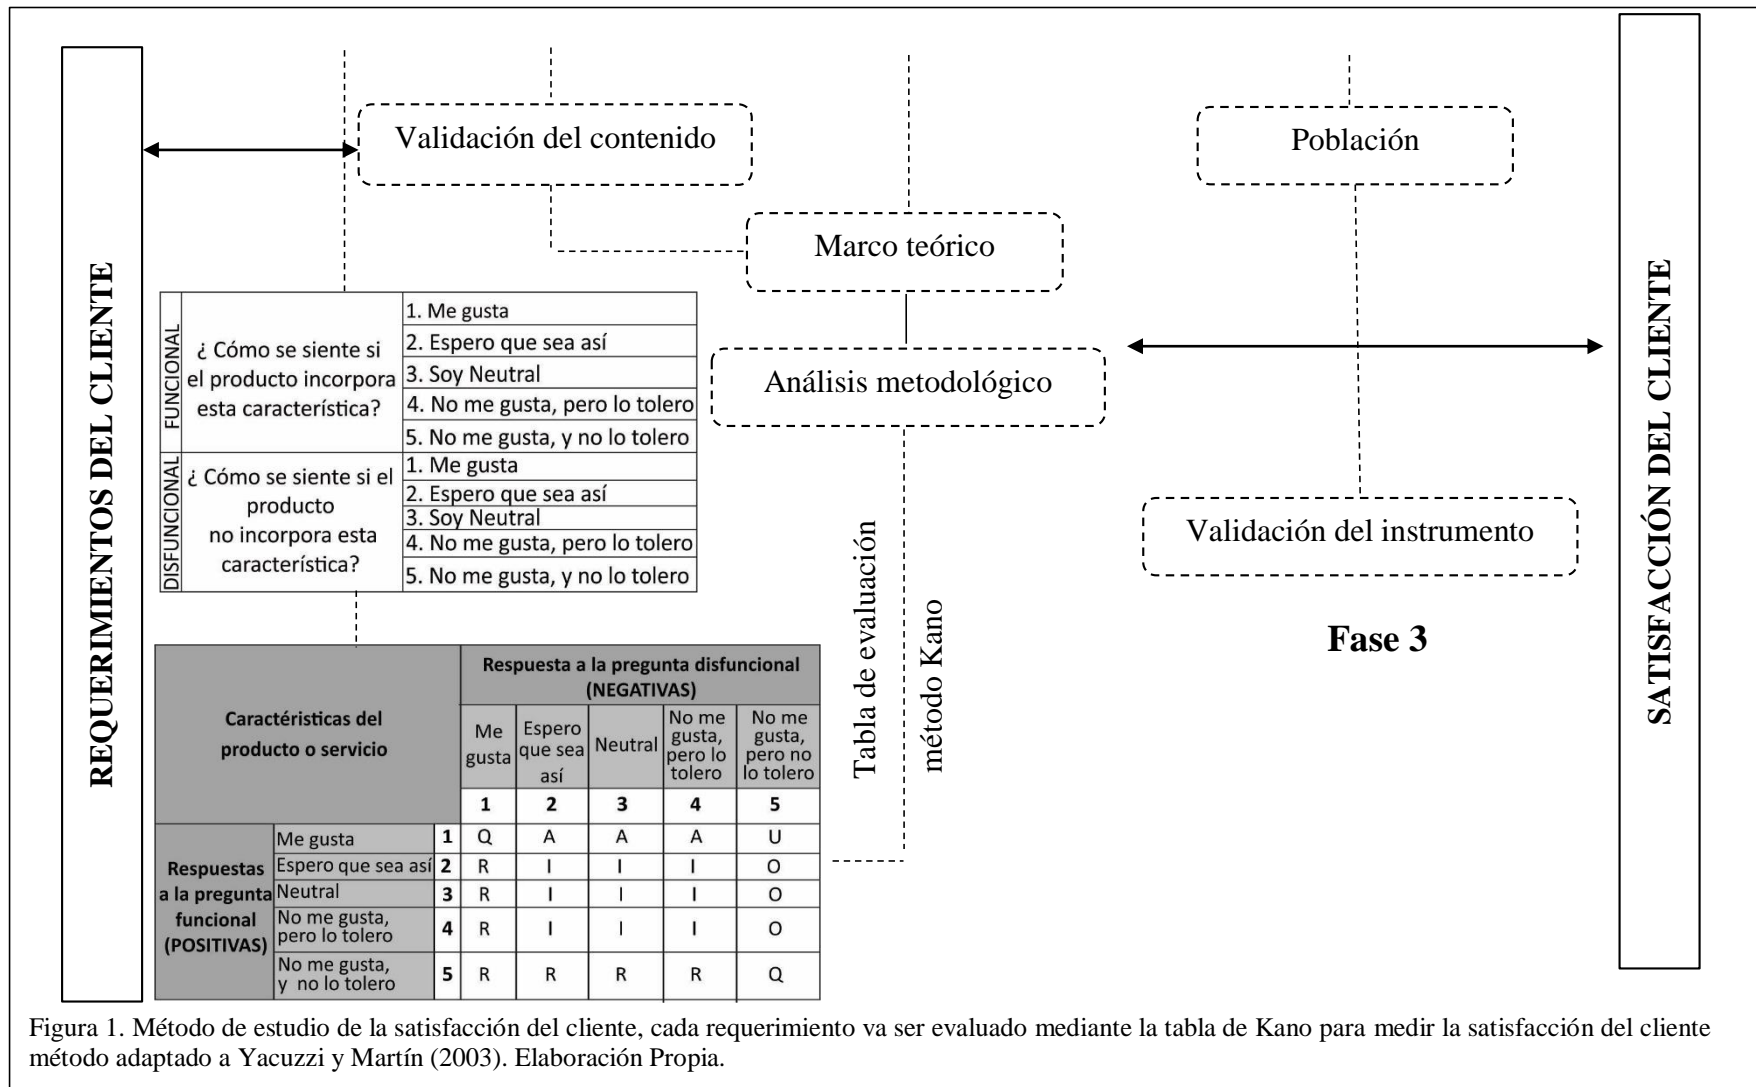 REQUERIMIENTOS DEL CLIENTE
Validación del contenido
Marco teórico
Análisis metodológico
Población
Validación del instrumento
Fase 3
SATISFACCIÓN DEL CLIENTE
FUNCIONAL
¿ Cómo se siente si
el producto incorpora
esta característica?
1. Me gusta
2. Espero que sea así
3. Soy Neutral
4. No me gusta, pero lo tolero
5. No me gusta, y no lo tolero
DISFUNCIONAL
¿ Cómo se siente si el
producto
no incorpora esta
característica?
1. Me gusta
2. Espero que sea así
3. Soy Neutral
4. No me gusta, pero lo tolero
5. No me gusta, y no lo tolero
Tabla de evaluación
método Kano
Caractéristicas del
producto o servicio
Respuesta a la pregunta disfuncional
(NEGATIVAS)
Me
gusta
Espero
que sea
así
Neutral
No me
gusta,
pero lo
tolero
No me
gusta,
pero no
lo tolero
1 2 3 4 5
Respuestas
a la pregunta
funcional
(POSITIVAS)
Me gusta 1 Q A A A U
Espero que sea así 2 R I I I O
Neutral 3 R I I I O
No me gusta,
pero lo tolero 4 R I I I O
No me gusta,
y no lo tolero 5 R R R R Q
Figura 1. Método de estudio de la satisfacción del cliente, cada requerimiento va ser evaluado mediante la tabla de Kano para medir la satisfacción del cliente
método adaptado a Yacuzzi y Martín (2003). Elaboración Propia.